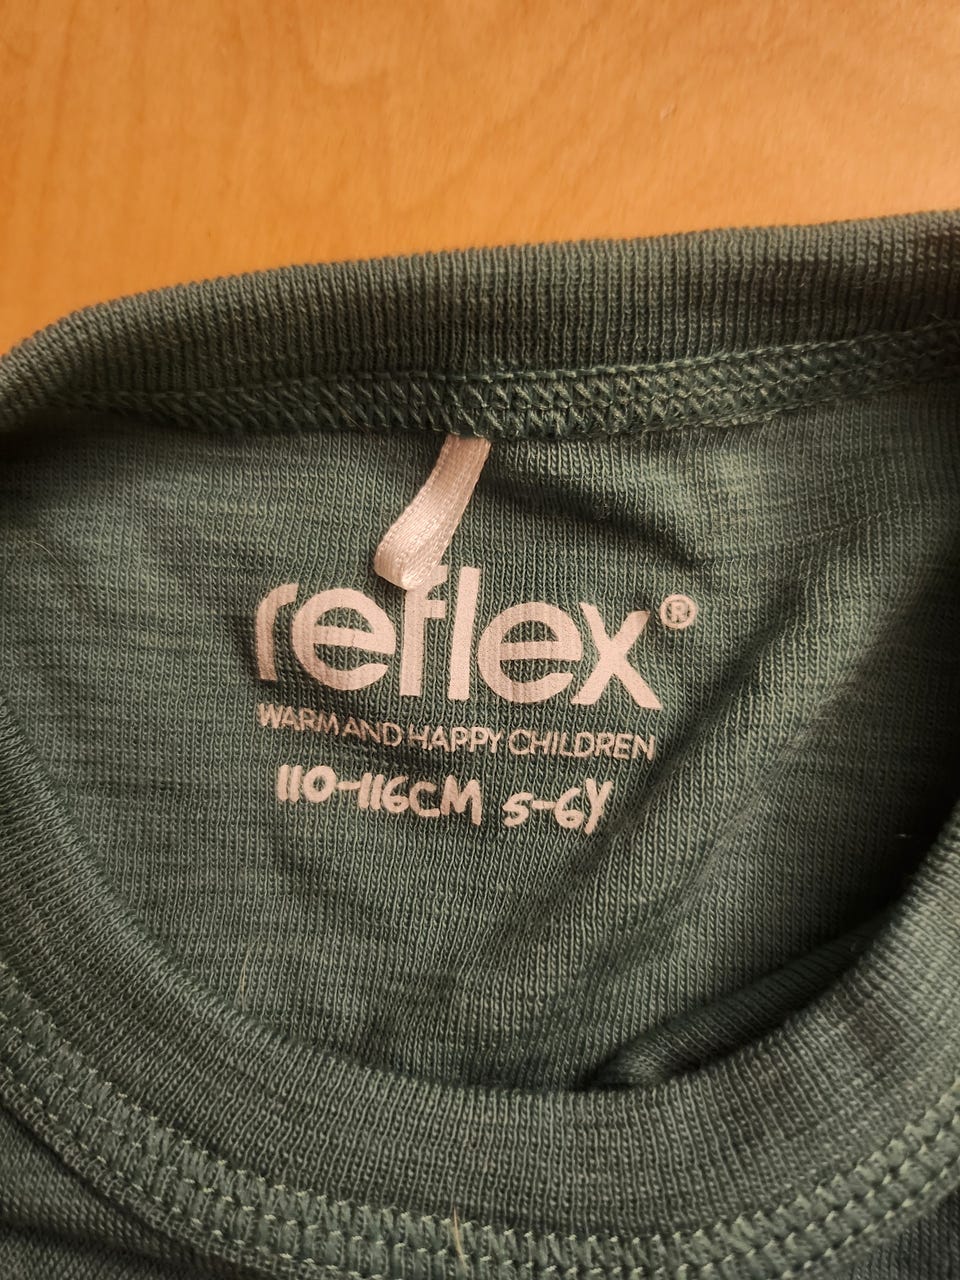 reflex®
WARM AND HAPPY CHILDREN
110-116CM 5-6Y